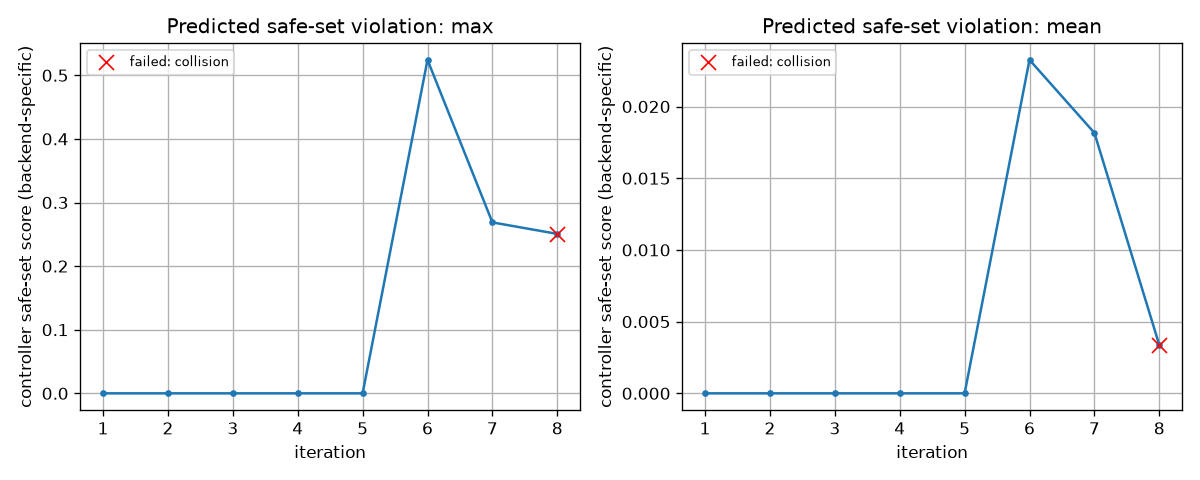 Predicted safe-set violation: max
failed: collision
controller safe-set score (backend-specific)
0.5
0.4
0.3
0.2
0.1
0.0
1 2 3 4 5 6 7 8
iteration
Predicted safe-set violation: mean
failed: collision
controller safe-set score (backend-specific)
0.020
0.015
0.010
0.005
0.000
1 2 3 4 5 6 7 8
iteration